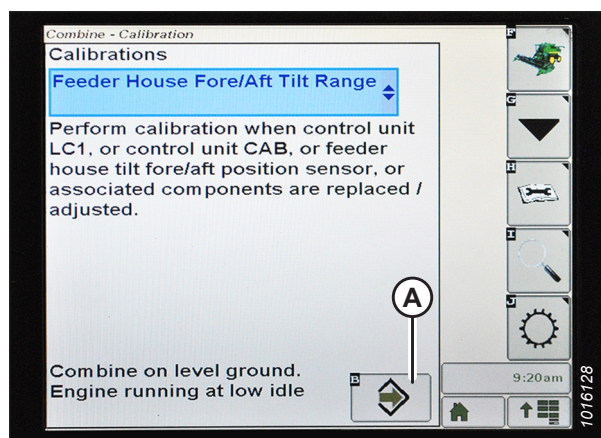 Combine - Calibration
Calibrations
Feeder House Fore/Aft Tilt Range
Perform calibration when control unit
LC1, or control unit CAB, or feeder
house tilt fore/aft position sensor, or
associated components are replaced /
adjusted.
Combine on level ground.
Engine running at low idle
A
B
F
G
H
I
J
9:20am
1016128